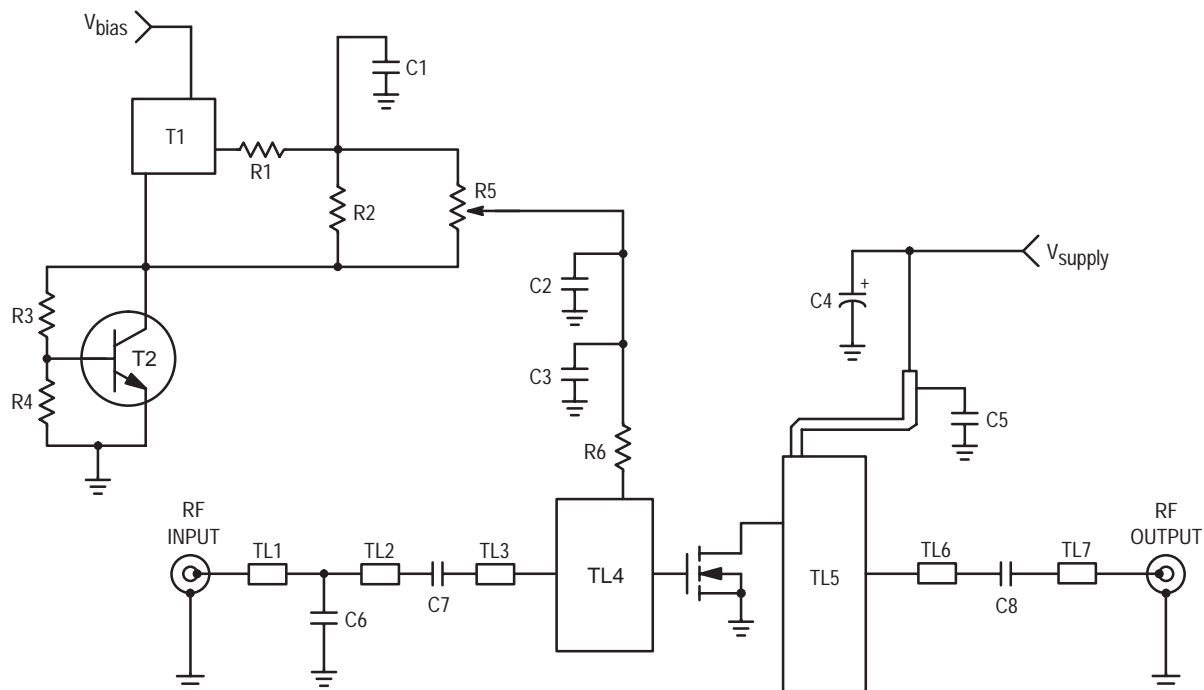 Vbias
C1
T1
R1
R2
R5
Vsupply
C2
C4
+
R3
T2
C3
R4
C5
R6
RF
INPUT
RF
OUTPUT
TL1
TL2
TL3
TL4
TL5
TL6
TL7
C7
C8
C6